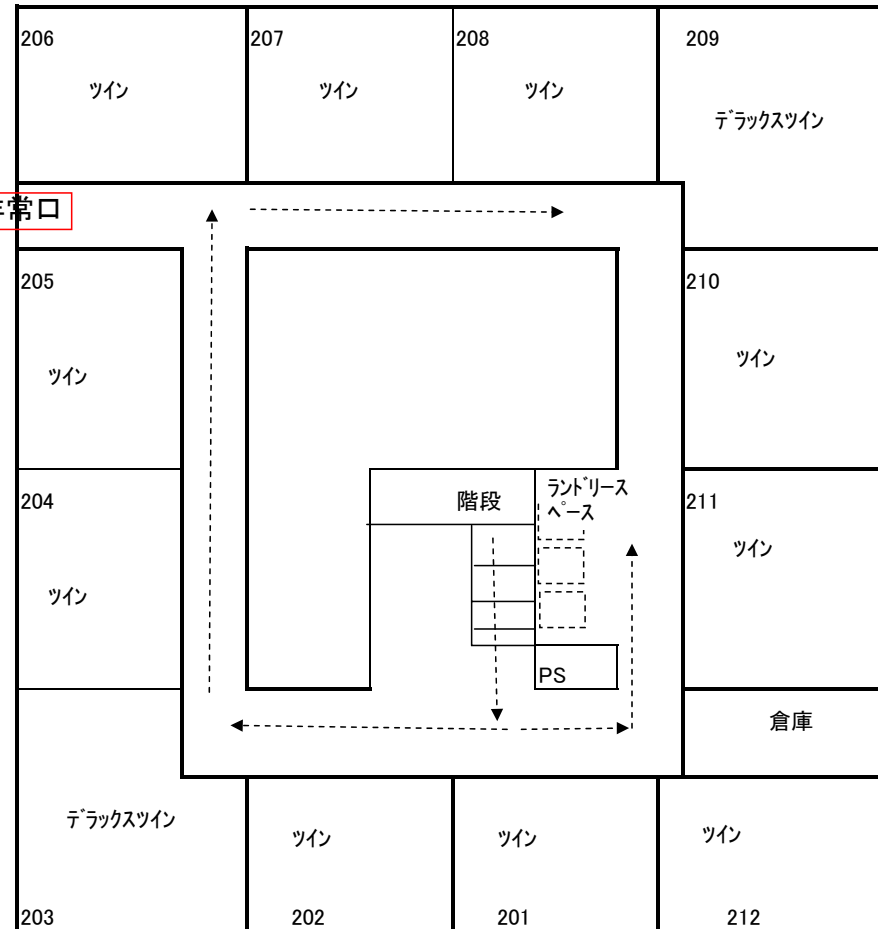 206
207
208
209
ツイン
ツイン
ツイン
デラックスツイン
常口
205
210
ツイン
ツイン
204
階段
ランドリース
ペース
211
ツイン
ツイン
PS
倉庫
デラックスツイン
ツイン
ツイン
ツイン
203
202
201
212